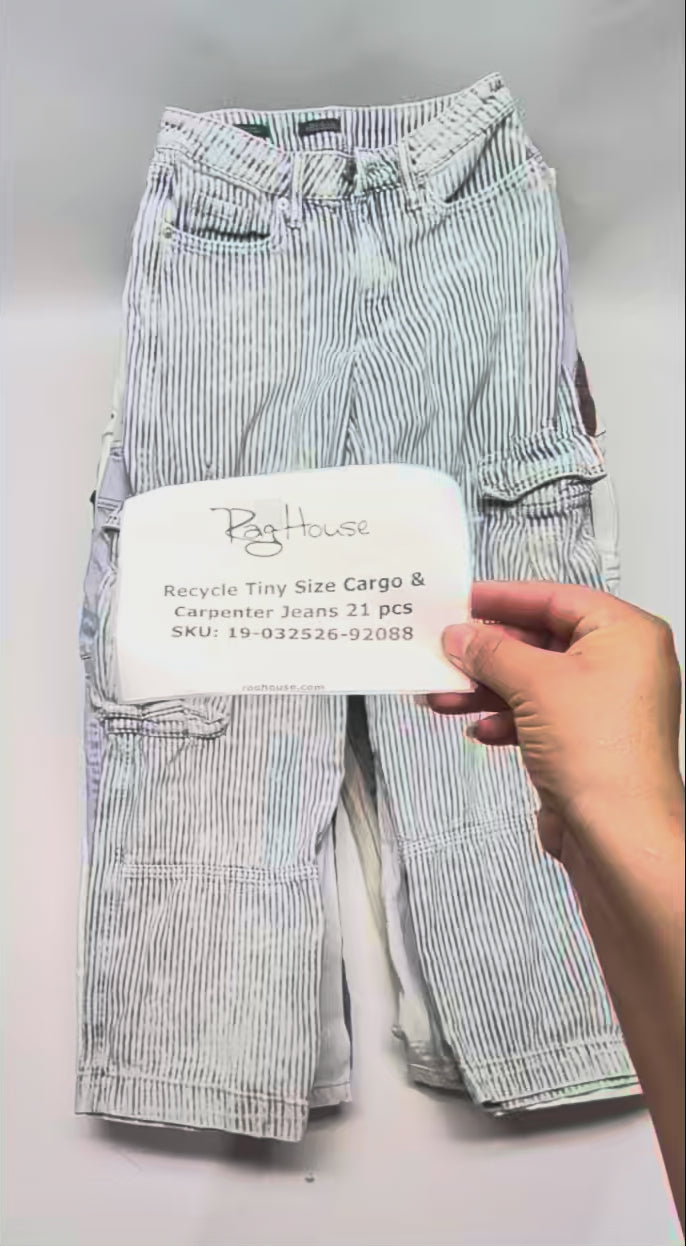 RagHouse
Recycle Tiny Size Cargo &
Carpenter Jeans 21 pcs
SKU: 19-032526-92088
raghouse.com